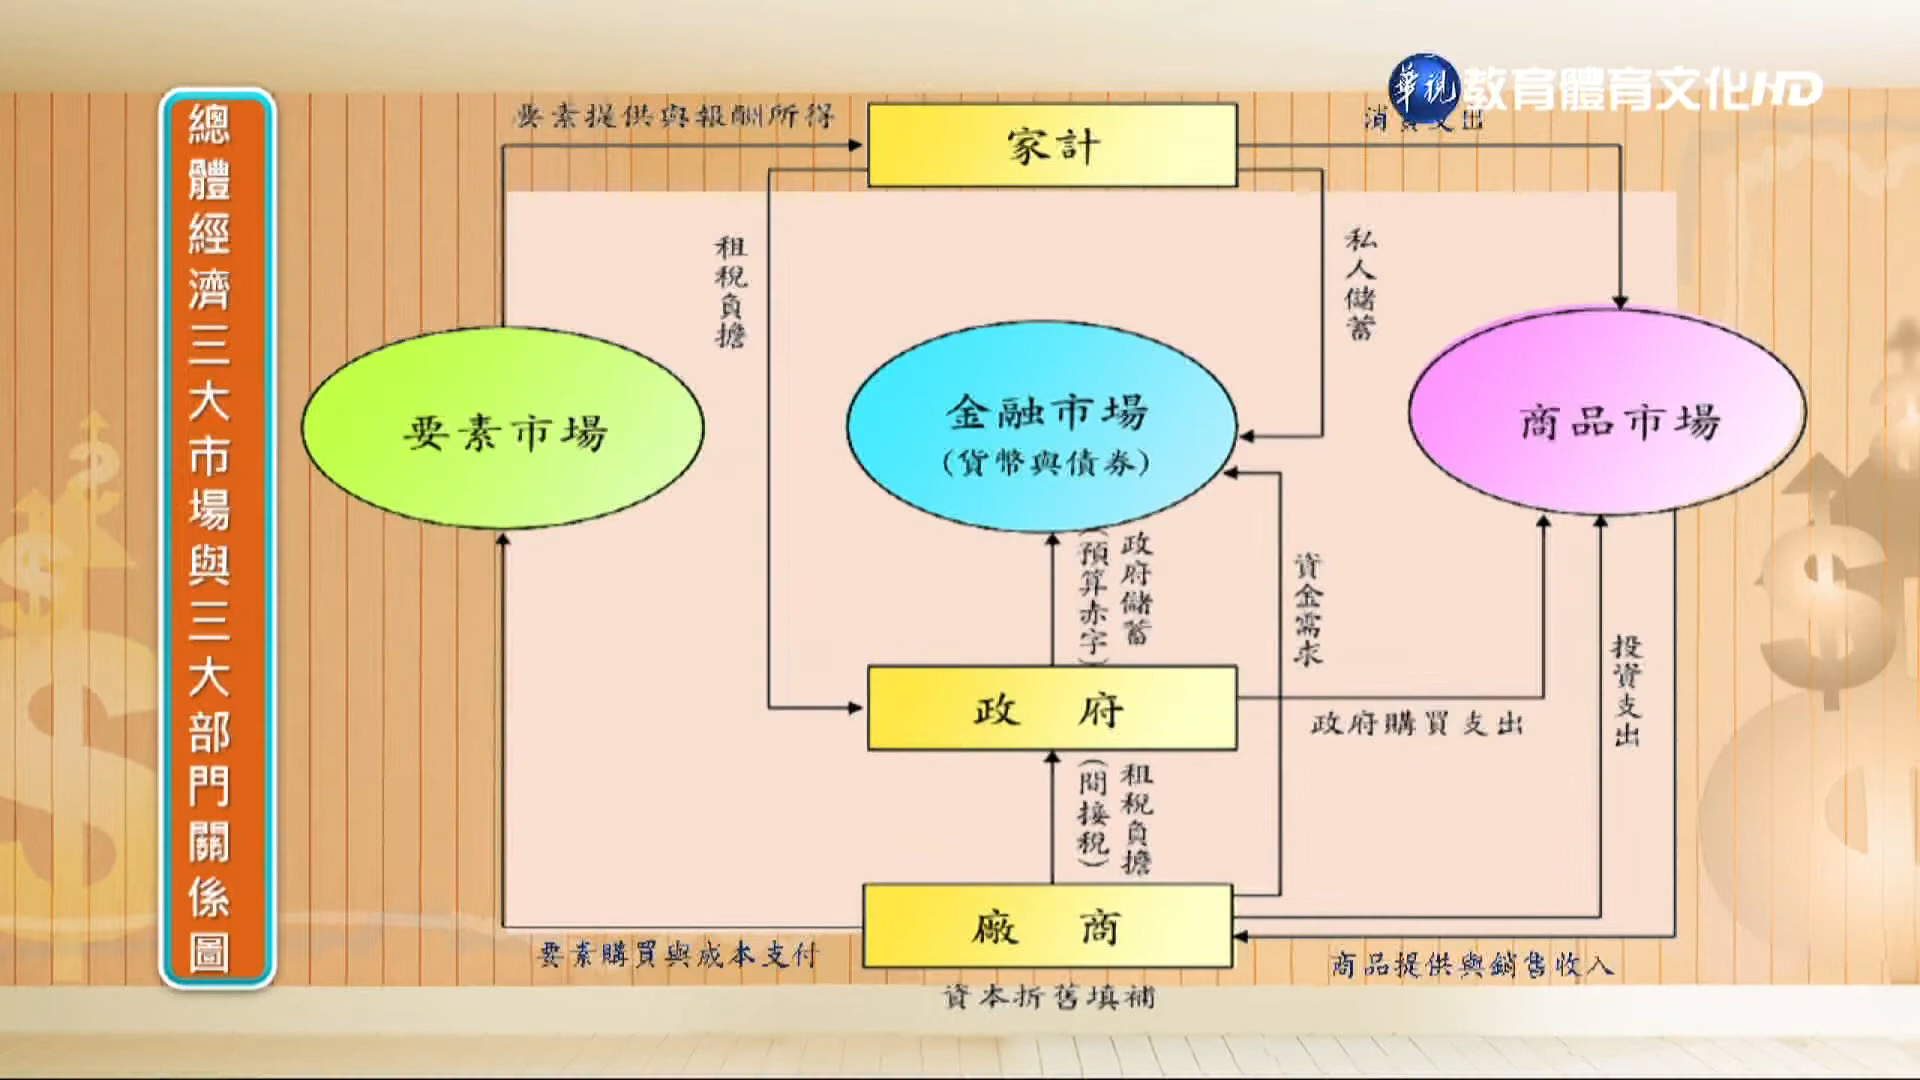 華視 教育體育文化HD
總體經濟三大市場與三大部門關係圖
要素提供與報酬所得
家計
消費支出
租稅負擔
私人儲蓄
要素市場
金融市場
(貨幣與債券)
商品市場
政府儲蓄
(預算赤字)
資金需求
投資支出
政 府
政府購買支出
租稅負擔
(間接稅)
廠 商
要素購買與成本支付
商品提供與銷售收入
資本折舊填補